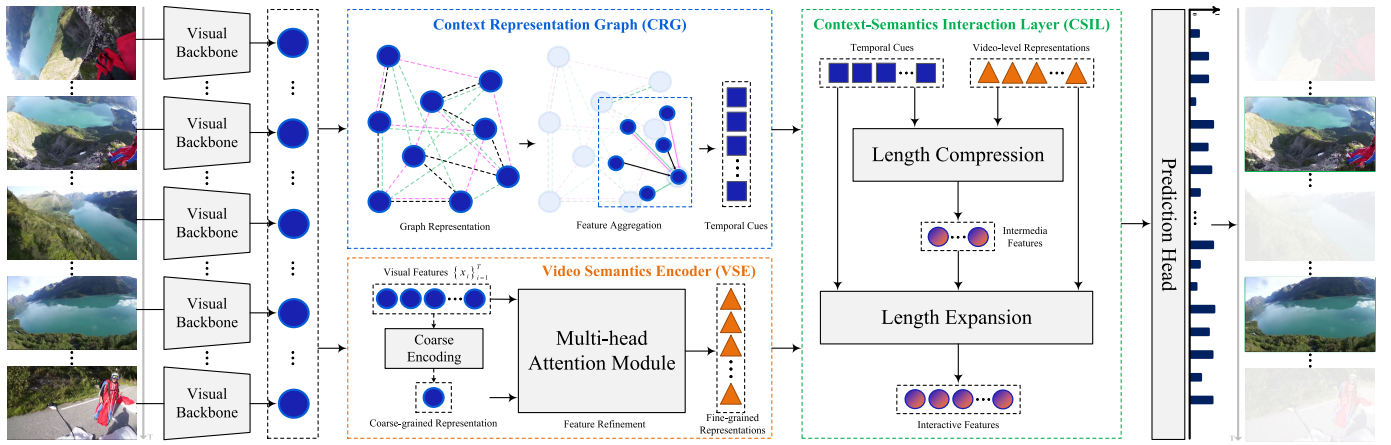 Visual
Backbone
Visual
Backbone
Visual
Backbone
Visual
Backbone
Visual
Backbone
T
Context Representation Graph (CRG)
Graph Representation
Feature Aggregation
Temporal Cues
Video Semantics Encoder (VSE)
Visual Features {x_i}_{i=1}^T
Coarse
Encoding
Coarse-grained Representation
Multi-head
Attention Module
Feature Refinement
Fine-grained
Representations
Context-Semantics Interaction Layer (CSIL)
Temporal Cues
Video-level Representations
Length Compression
Intermedia
Features
Length Expansion
Interactive Features
Prediction Head
T